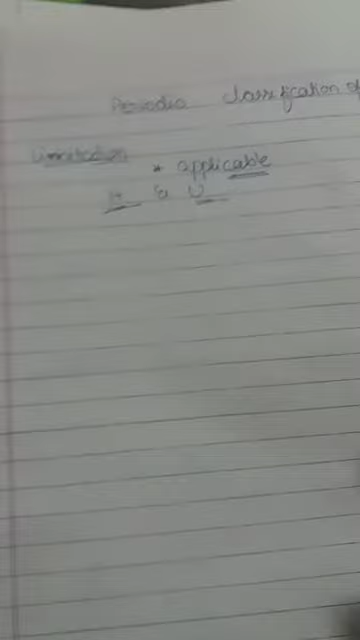 Periodic Classification of
Limitation
* applicable
H & U